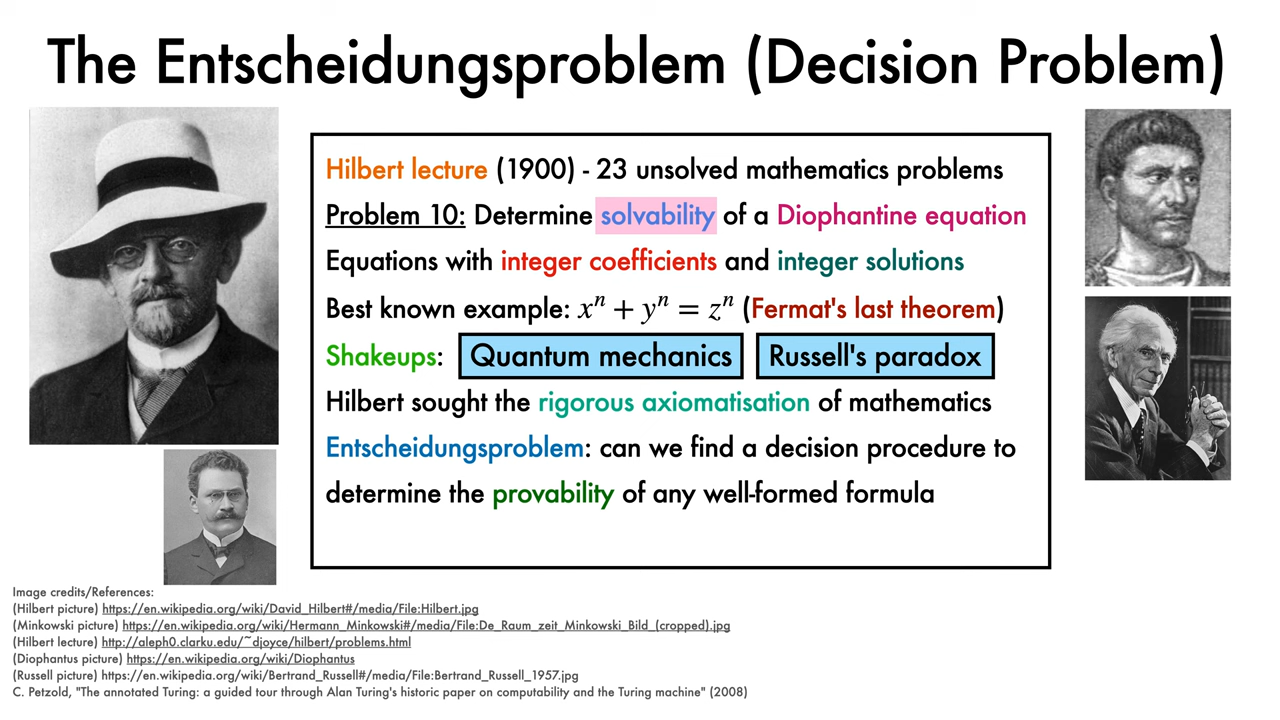 The Entscheidungsproblem (Decision Problem)
Hilbert lecture (1900) - 23 unsolved mathematics problems
Problem 10: Determine solvability of a Diophantine equation
Equations with integer coefficients and integer solutions
Best known example: xⁿ + yⁿ = zⁿ (Fermat's last theorem)
Shakeups: Quantum mechanics Russell's paradox
Hilbert sought the rigorous axiomatisation of mathematics
Entscheidungsproblem: can we find a decision procedure to
determine the provability of any well-formed formula
Image credits/References:
(Hilbert picture) https://en.wikipedia.org/wiki/David_Hilbert#/media/File:Hilbert.jpg
(Minkowski picture) https://en.wikipedia.org/wiki/Hermann_Minkowski#/media/File:De_Raum_zeit_Minkowski_Bild_(cropped).jpg
(Hilbert lecture) http://aleph0.clarku.edu/~djoyce/hilbert/problems.html
(Diophantus picture) https://en.wikipedia.org/wiki/Diophantus
(Russell picture) https://en.wikipedia.org/wiki/Bertrand_Russell#/media/File:Bertrand_Russell_1957.jpg
C. Petzold, "The annotated Turing: a guided tour through Alan Turing's historic paper on computability and the Turing machine" (2008)